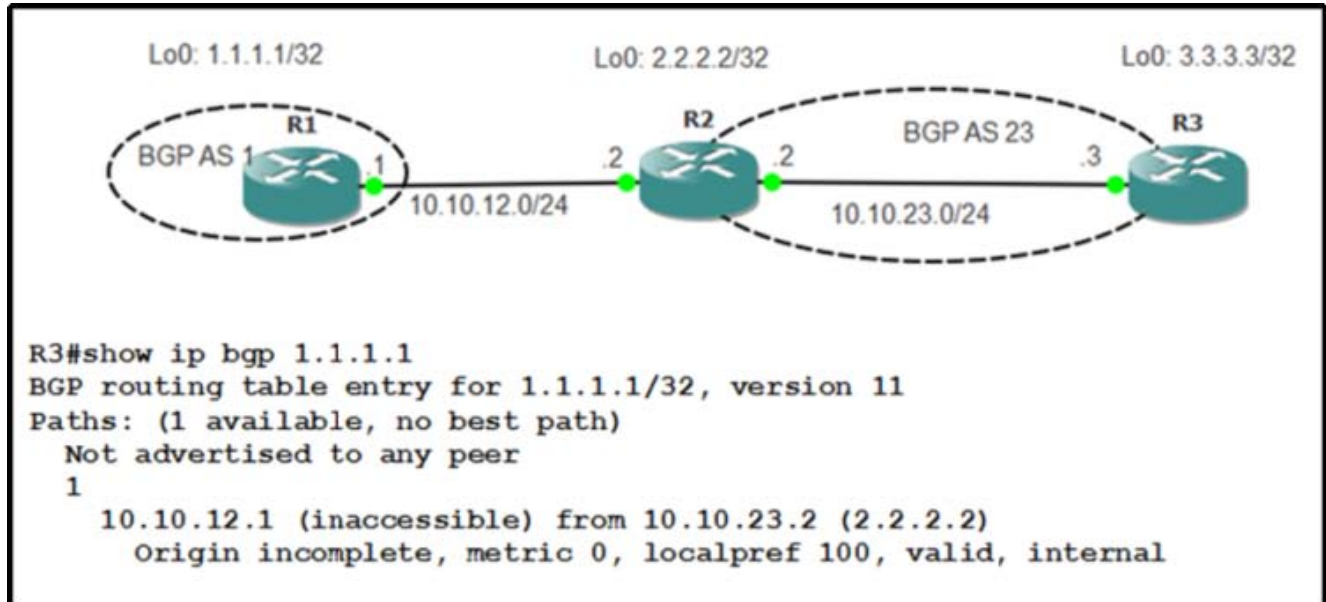 Lo0: 1.1.1.1/32
Lo0: 2.2.2.2/32
Lo0: 3.3.3.3/32
R1
R2
R3
BGP AS 1
BGP AS 23
.1
.2
.2
.3
10.10.12.0/24
10.10.23.0/24
R3#show ip bgp 1.1.1.1
BGP routing table entry for 1.1.1.1/32, version 11
Paths: (1 available, no best path)
Not advertised to any peer
1
10.10.12.1 (inaccessible) from 10.10.23.2 (2.2.2.2)
Origin incomplete, metric 0, localpref 100, valid, internal